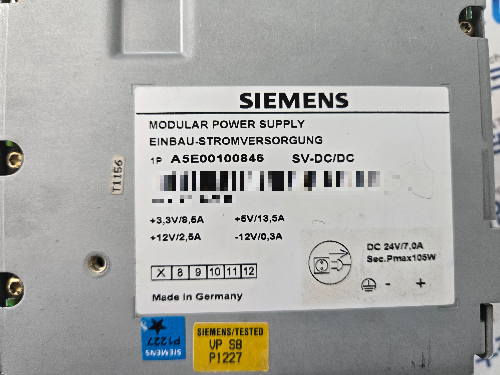 SIEMENS
MODULAR POWER SUPPLY
EINBAU-STROMVERSORGUNG
1P A5E00100846 SV-DC/DC
+3,3V/8,5A +5V/13,5A
+12V/2,5A -12V/0,3A
DC 24V/7,0A
Sec.Pmax105W
X 8 9 10 11 12
- +
Made in Germany
T1156
SIEMENS
P1227
SIEMENS/TESTED
VP SB
P1227